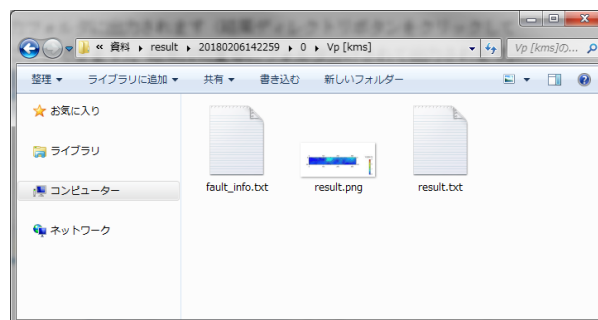 « 資料 ▸ result ▸ 20180206142259 ▸ 0 ▸ Vp [kms]
Vp [kms]の...
整理 ▼ ライブラリに追加 ▼ 共有 ▼ 書き込む 新しいフォルダー
お気に入り
ライブラリ
コンピューター
ネットワーク
fault_info.txt
result.png
result.txt